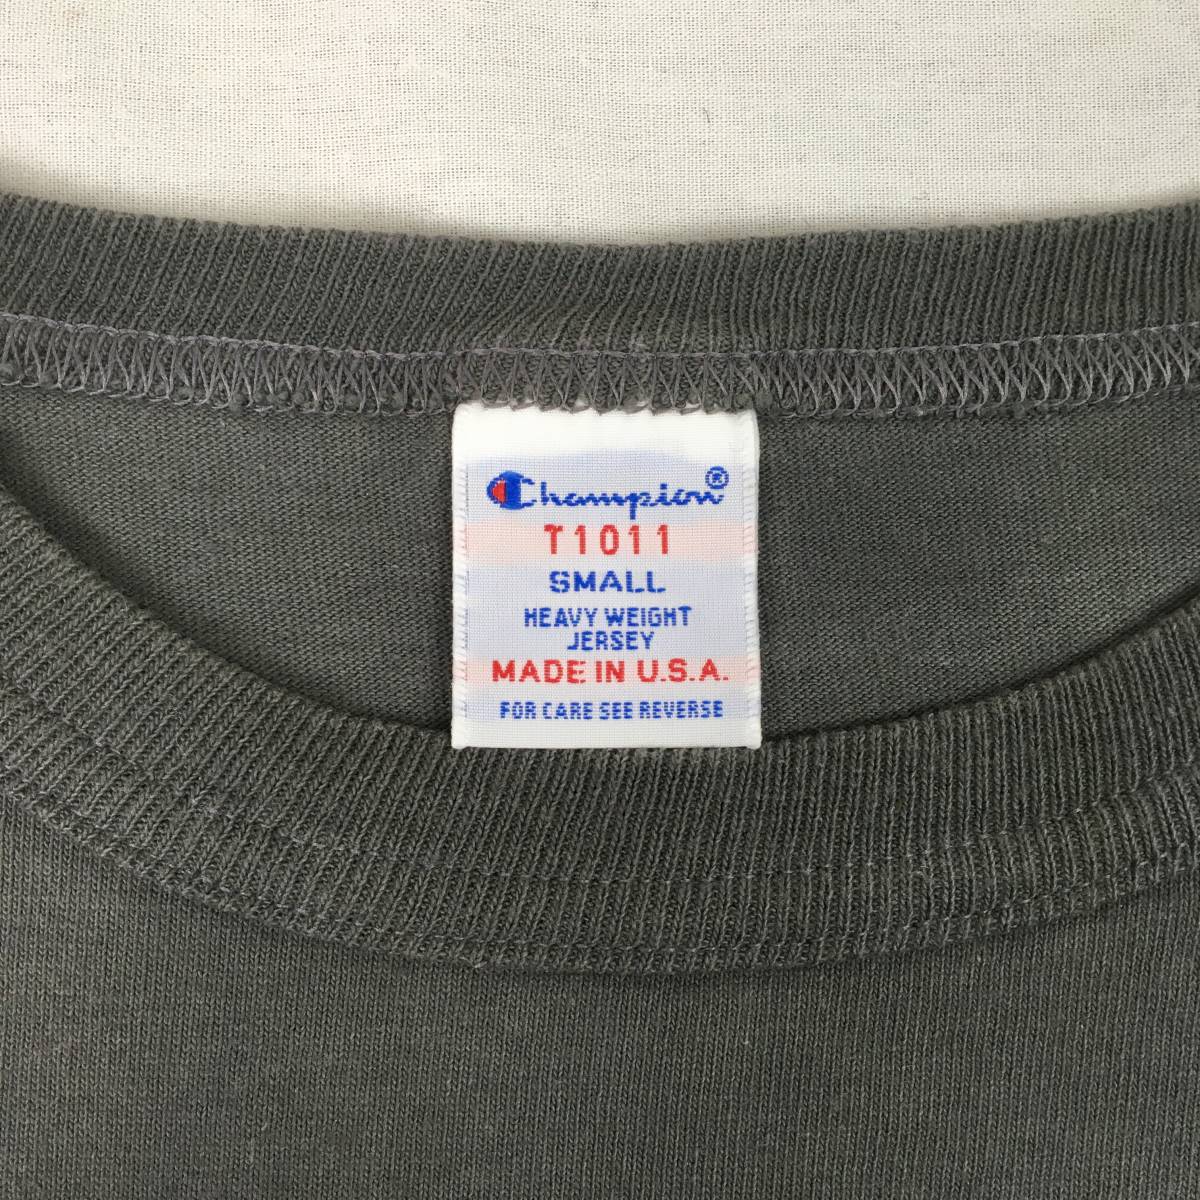 Champion®
T1011
SMALL
HEAVY WEIGHT
JERSEY
MADE IN U.S.A.
FOR CARE SEE REVERSE